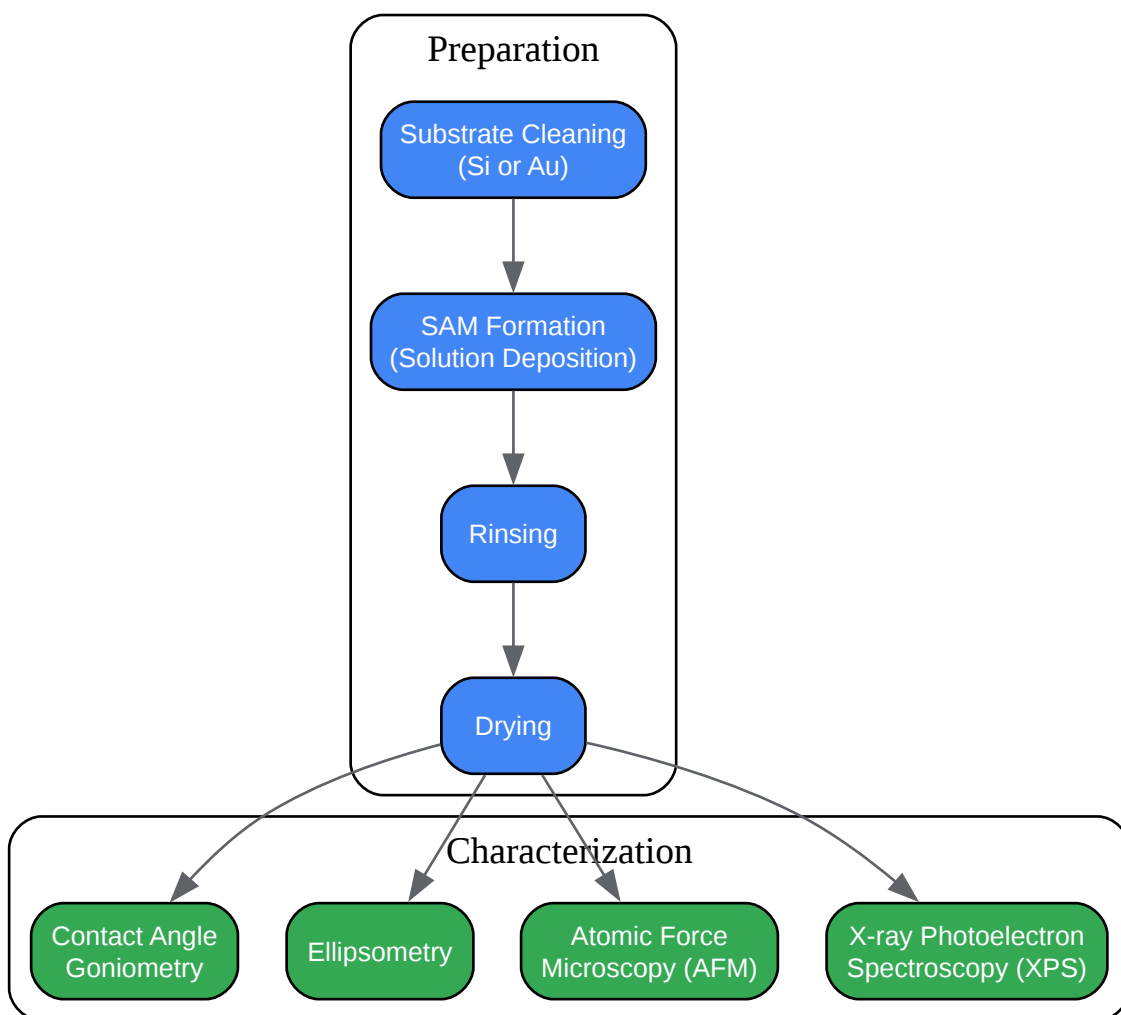 Preparation
Substrate Cleaning
(Si or Au)
SAM Formation
(Solution Deposition)
Rinsing
Drying
Characterization
Contact Angle
Goniometry
Ellipsometry
Atomic Force
Microscopy (AFM)
X-ray Photoelectron
Spectroscopy (XPS)